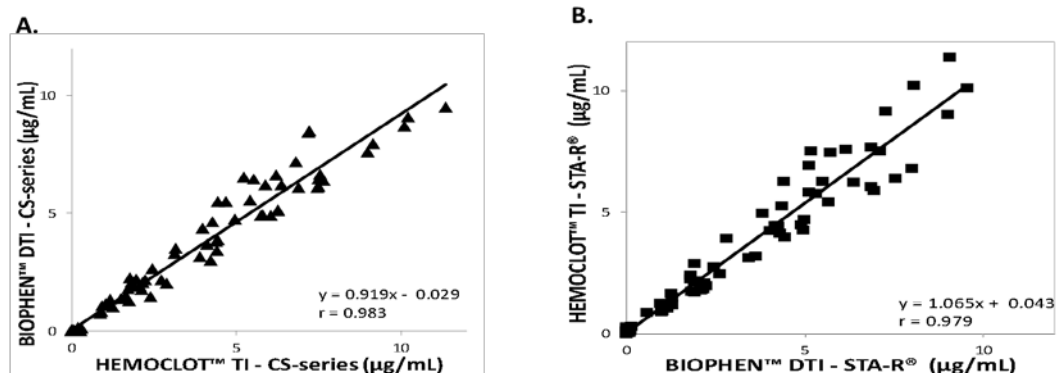 A.
BIOPHEN™ DTI - CS-series (µg/mL)
10
5
0
y = 0.919x - 0.029
r = 0.983
0
5
10
HEMOCLOT™ TI - CS-series (µg/mL)
B.
HEMOCLOT™ TI - STA-R® (µg/mL)
10
5
0
y = 1.065x + 0.043
r = 0.979
0
5
10
BIOPHEN™ DTI - STA-R® (µg/mL)